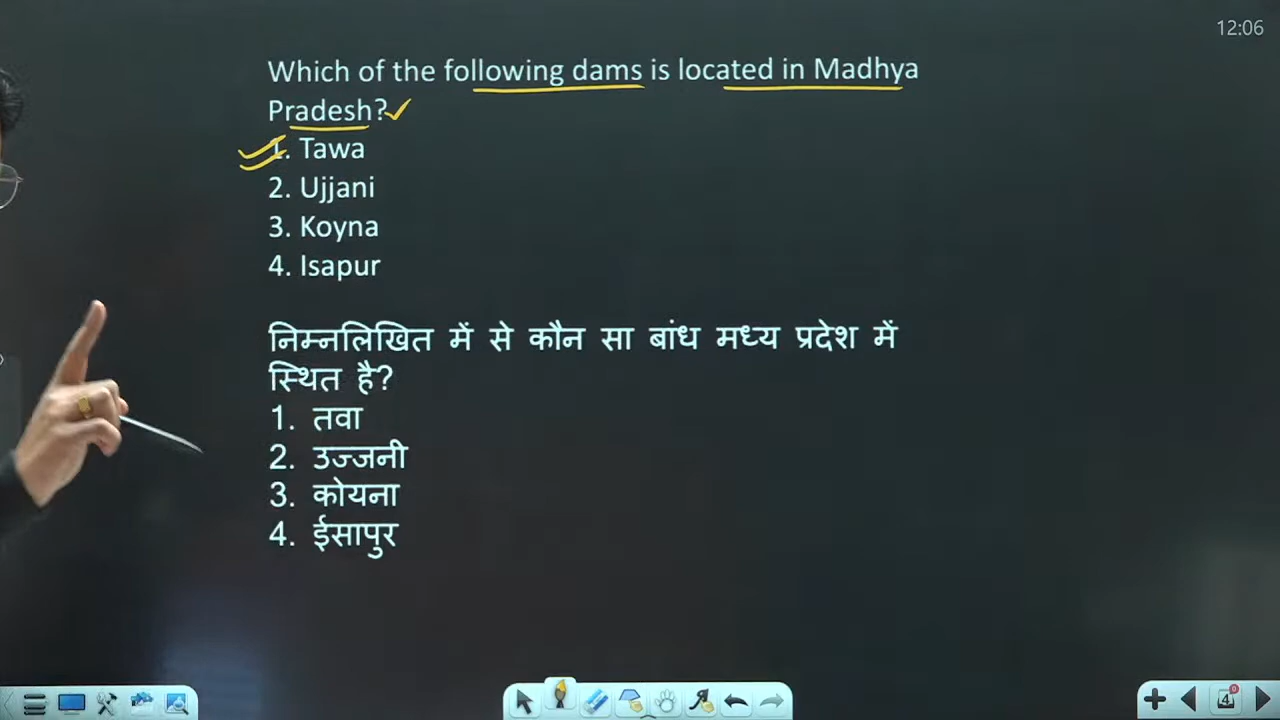 12:06
Which of the following dams is located in Madhya
Pradesh?
1. Tawa
2. Ujjani
3. Koyna
4. Isapur
निम्नलिखित में से कौन सा बांध मध्य प्रदेश में
स्थित है?
1. तवा
2. उज्जनी
3. कोयना
4. ईसापुर
4